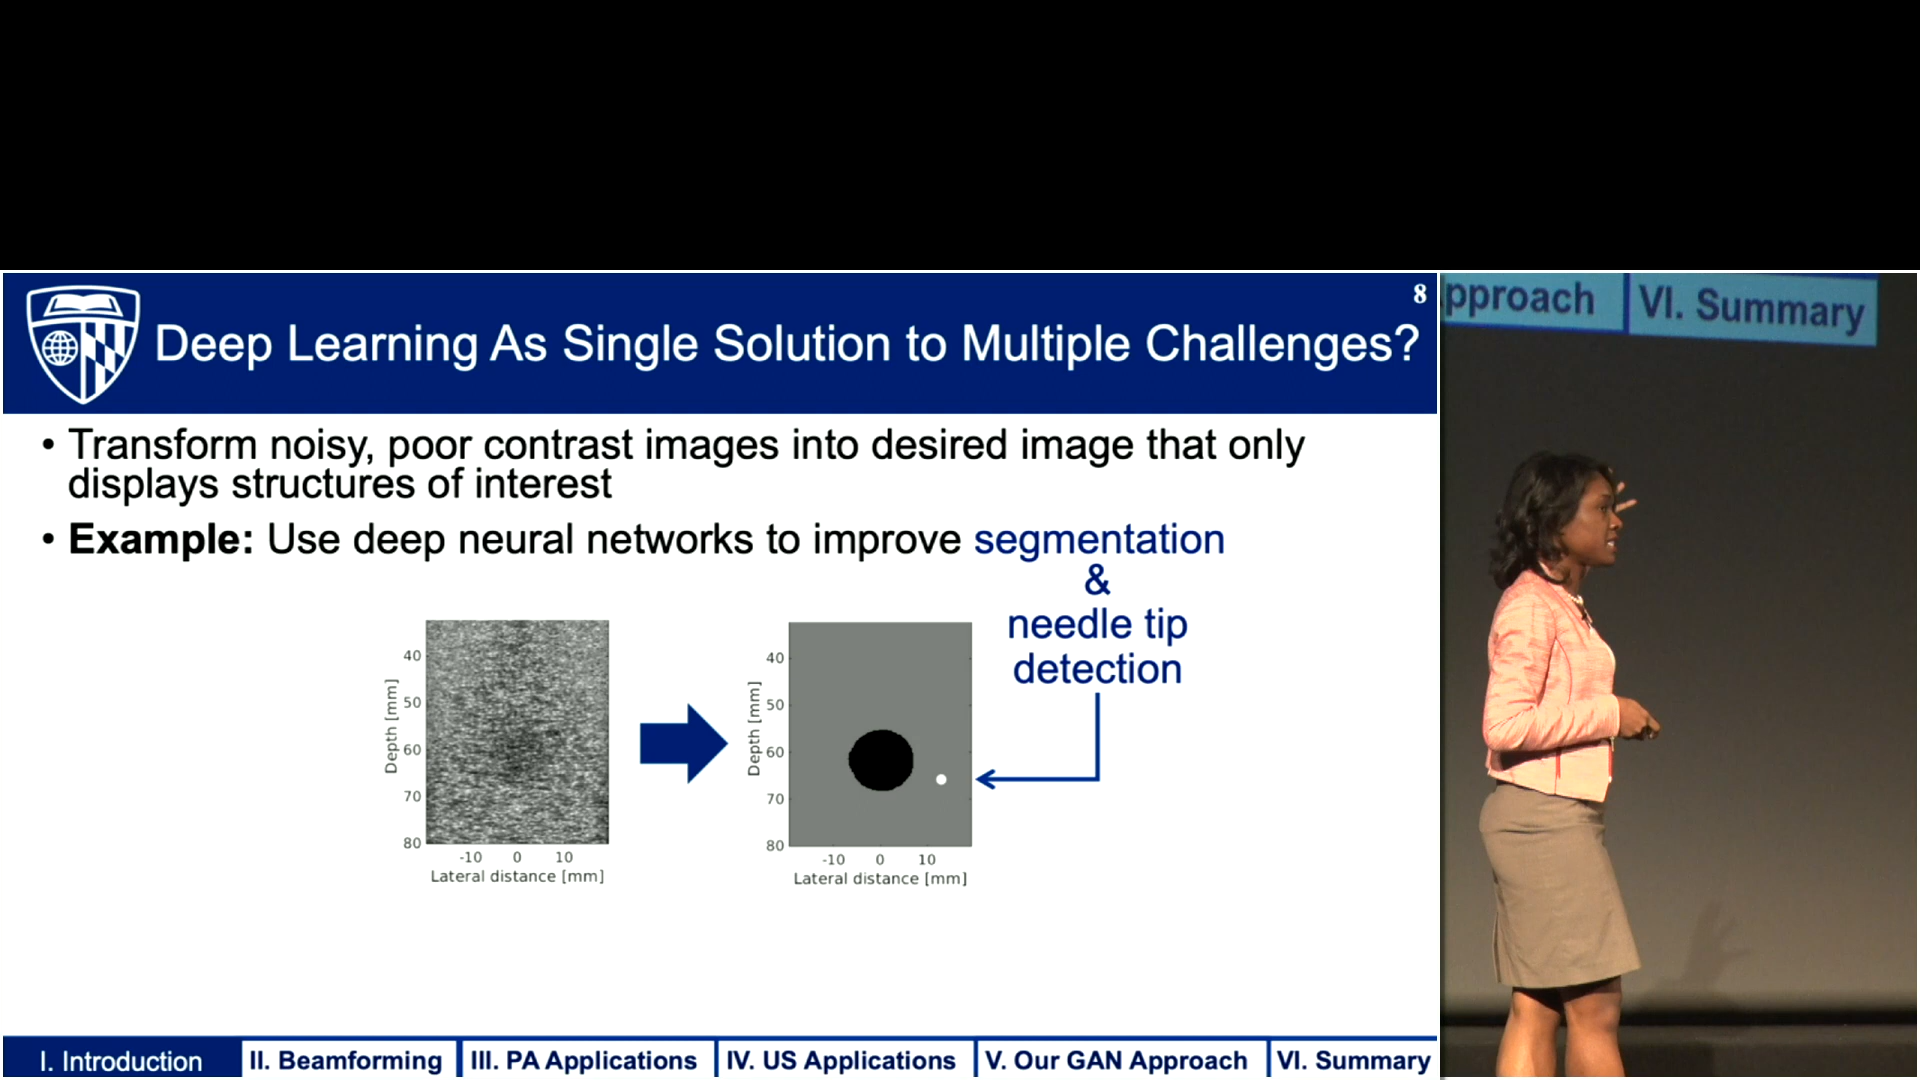 8
Deep Learning As Single Solution to Multiple Challenges?
• Transform noisy, poor contrast images into desired image that only
displays structures of interest
• Example: Use deep neural networks to improve segmentation
&
needle tip
detection
40
50
60
70
80
Depth [mm]
-10 0 10
Lateral distance [mm]
40
50
60
70
80
Depth [mm]
-10 0 10
Lateral distance [mm]
I. Introduction
II. Beamforming
III. PA Applications
IV. US Applications
V. Our GAN Approach
VI. Summary
pproach
VI. Summary